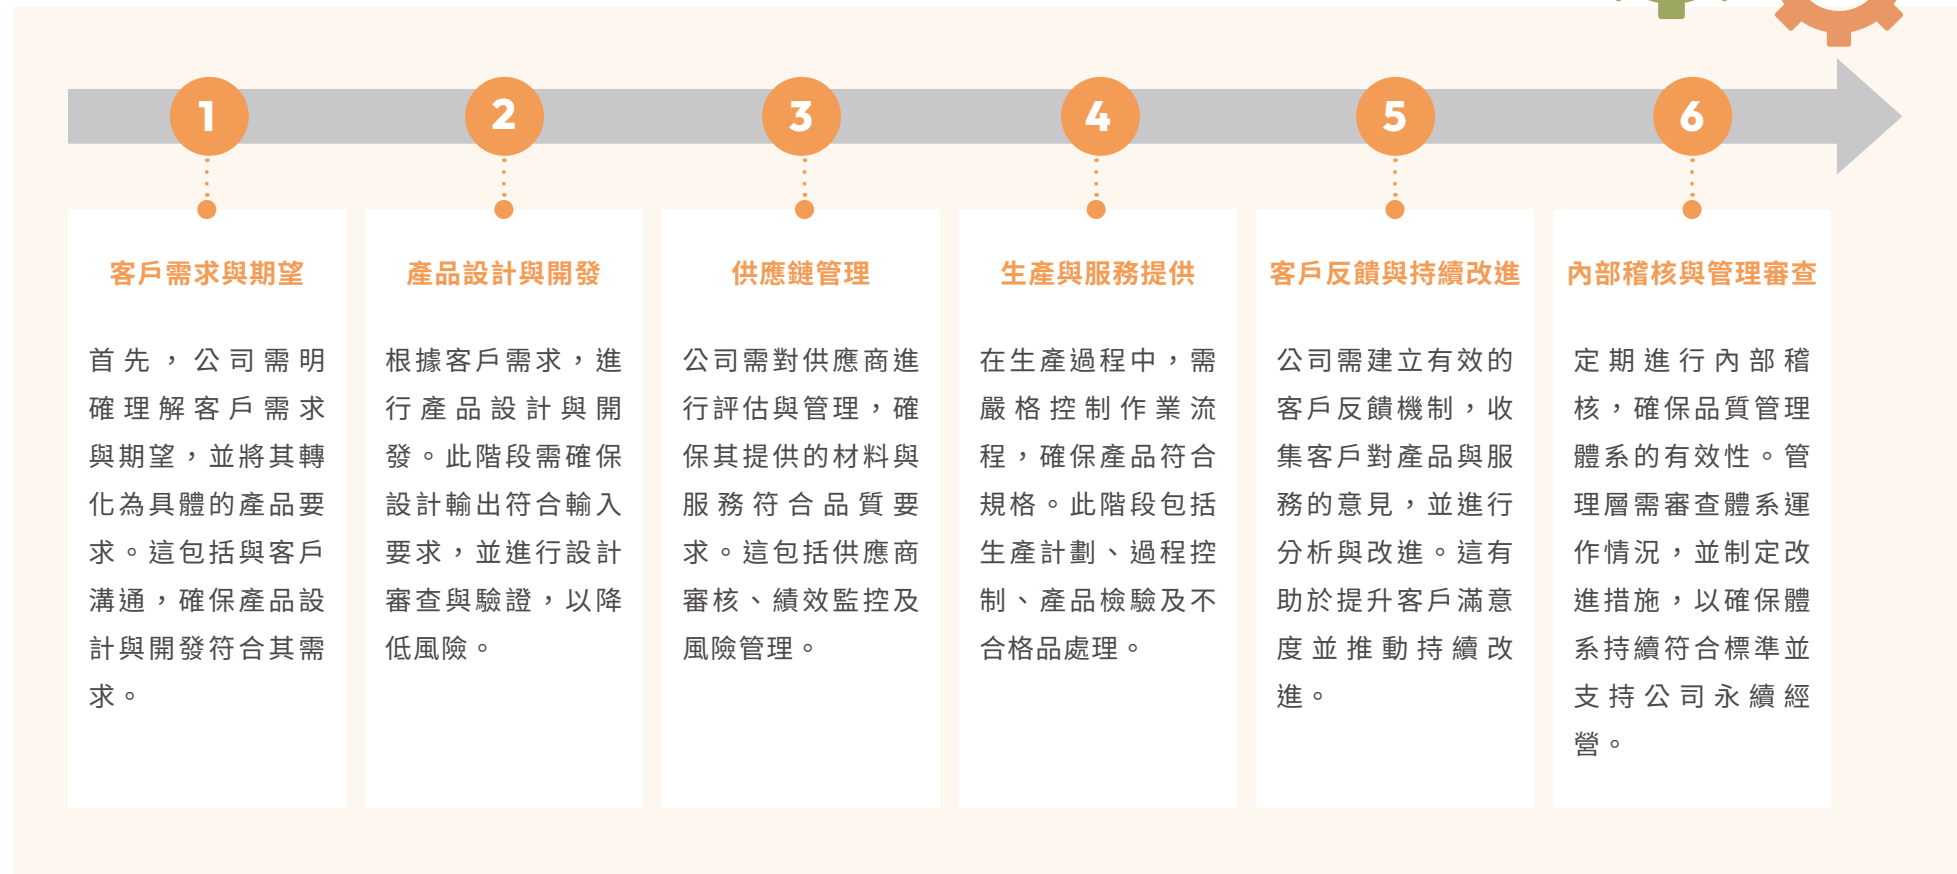 1
2
3
4
5
6
客戶需求與期望
首先，公司需明
確理解客戶需求
與期望，並將其轉
化為具體的產品要
求。這包括與客戶
溝通，確保產品設
計與開發符合其需
求。
產品設計與開發
根據客戶需求，進
行產品設計與開
發。此階段需確保
設計輸出符合輸入
要求，並進行設計
審查與驗證，以降
低風險。
供應鏈管理
公司需對供應商進
行評估與管理，確
保其提供的材料與
服務符合品質要
求。這包括供應商
審核、績效監控及
風險管理。
生產與服務提供
在生產過程中，需
嚴格控制作業流
程，確保產品符合
規格。此階段包括
生產計劃、過程控
制、產品檢驗及不
合格品處理。
客戶反饋與持續改進
公司需建立有效的
客戶反饋機制，收
集客戶對產品與服
務的意見，並進行
分析與改進。這有
助於提升客戶滿意
度並推動持續改
進。
內部稽核與管理審查
定期進行內部稽
核，確保品質管理
體系的有效性。管
理層需審查體系運
作情況，並制定改
進措施，以確保體
系持續符合標準並
支持公司永續經
營。